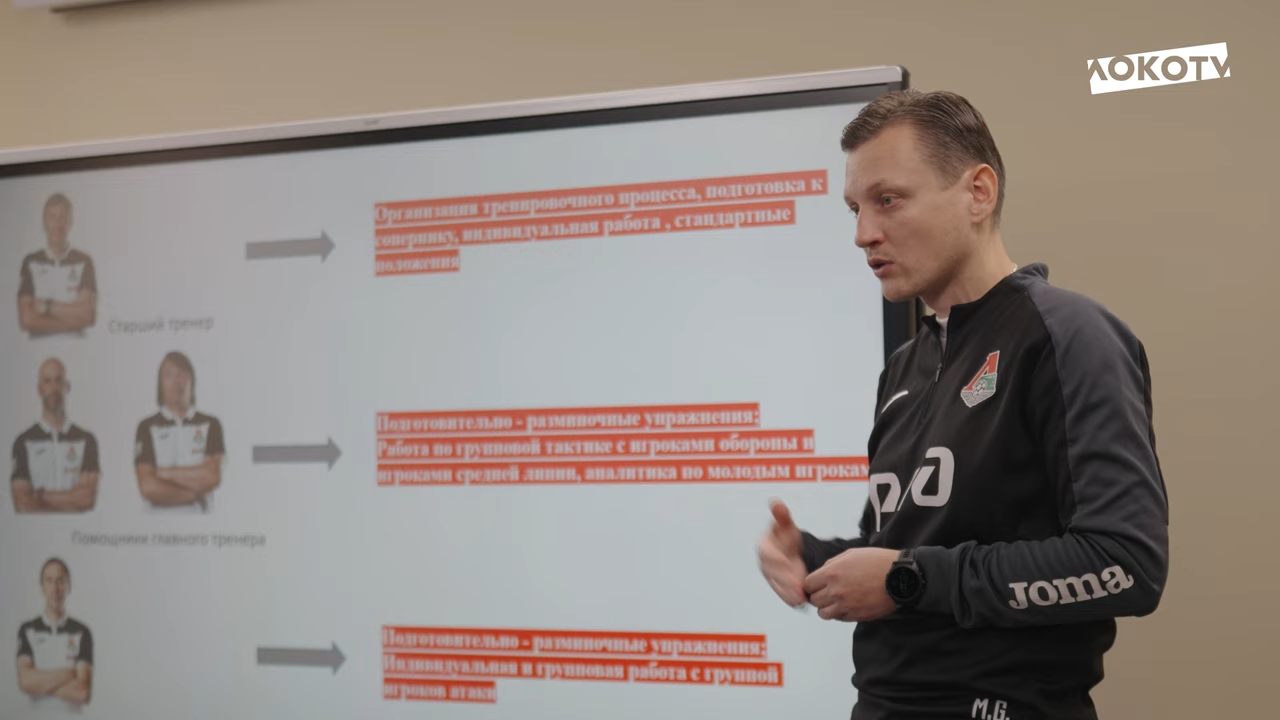 ЛОКОTV
Организация тренировочного процесса, подготовка к
сопернику, индивидуальная работа , стандартные
положения
Старший тренер
Подготовительно - разминочные упражнения:
Работа по групповой тактике с игроками обороны и
игроками средней линии, аналитика по молодым игрокам
Помощники главного тренера
Подготовительно - разминочные упражнения:
Индивидуальная и групповая работа с группой
игроков атаки
Joma
M.G.